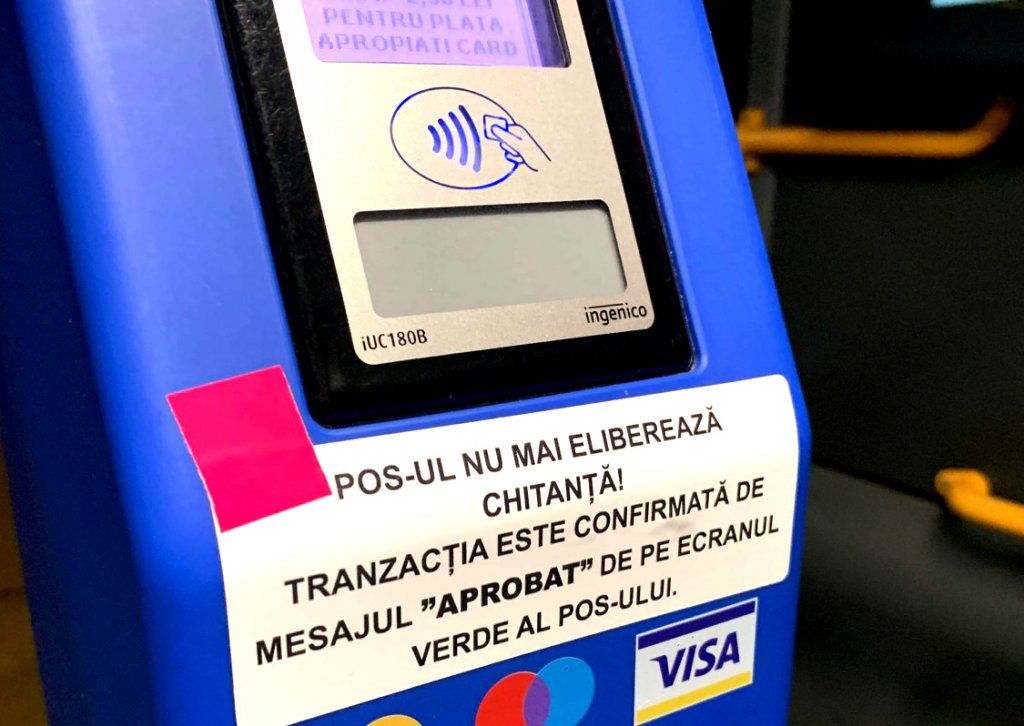 PENTRU PLATA
APROPIATI CARD
iUC180B
ingenico
POS-UL NU MAI ELIBEREAZĂ
CHITANȚĂ!
TRANZACȚIA ESTE CONFIRMATĂ DE
MESAJUL ”APROBAT” DE PE ECRANUL
VERDE AL POS-ULUI.
VISA